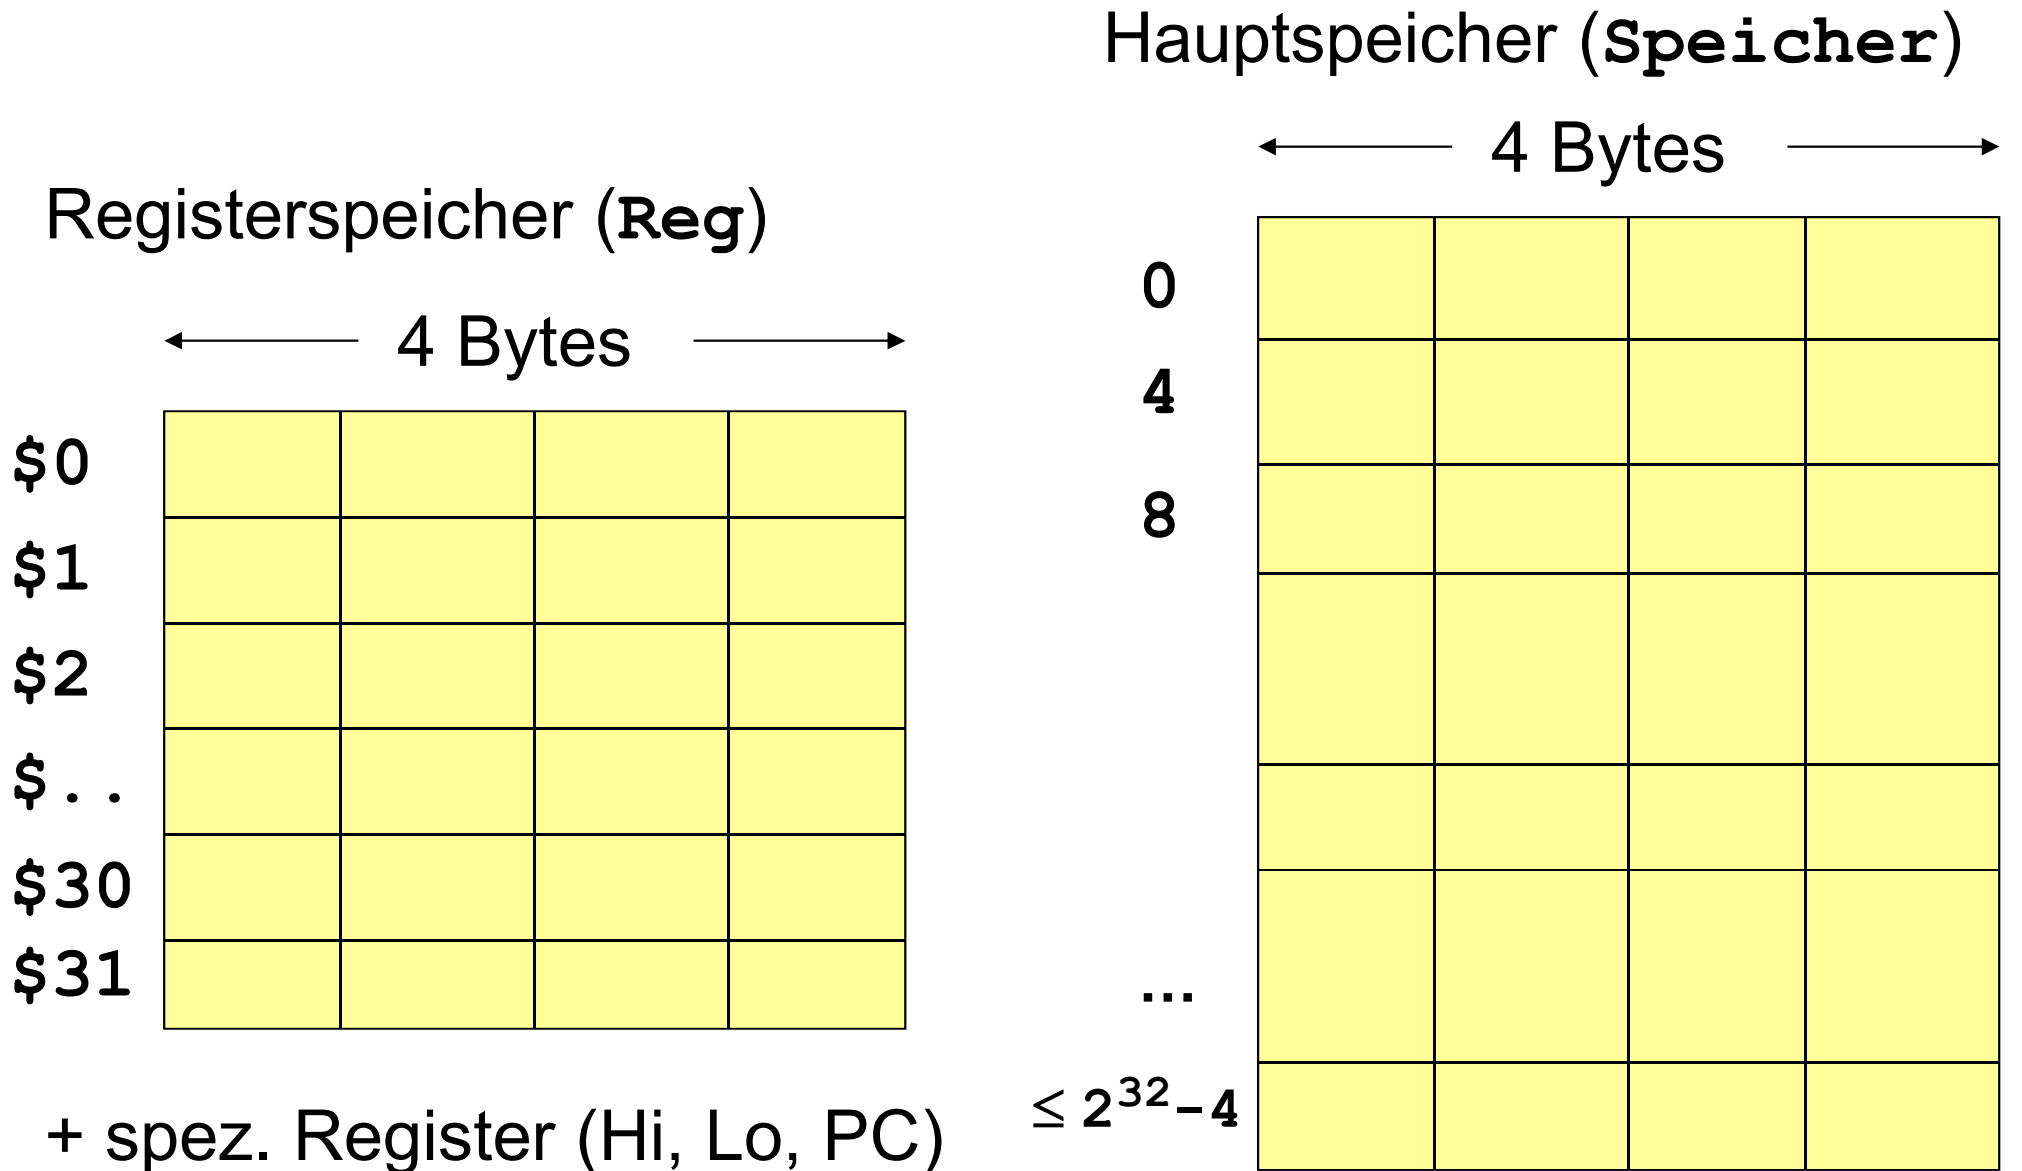 Registerspeicher (Reg)
4 Bytes
$0
$1
$2
$..
$30
$31
+ spez. Register (Hi, Lo, PC)
Hauptspeicher (Speicher)
4 Bytes
0
4
8
...
≤ 2³²-4